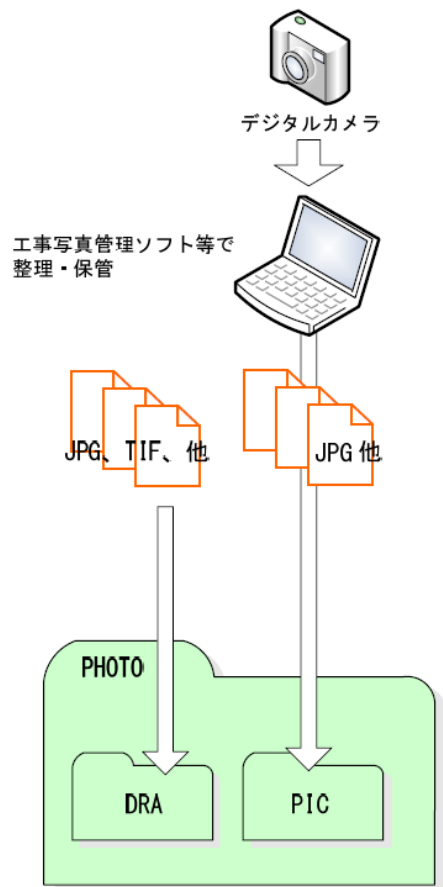 デジタルカメラ
工事写真管理ソフト等で
整理・保管
JPG、TIF、他
JPG 他
PHOTO
DRA
PIC